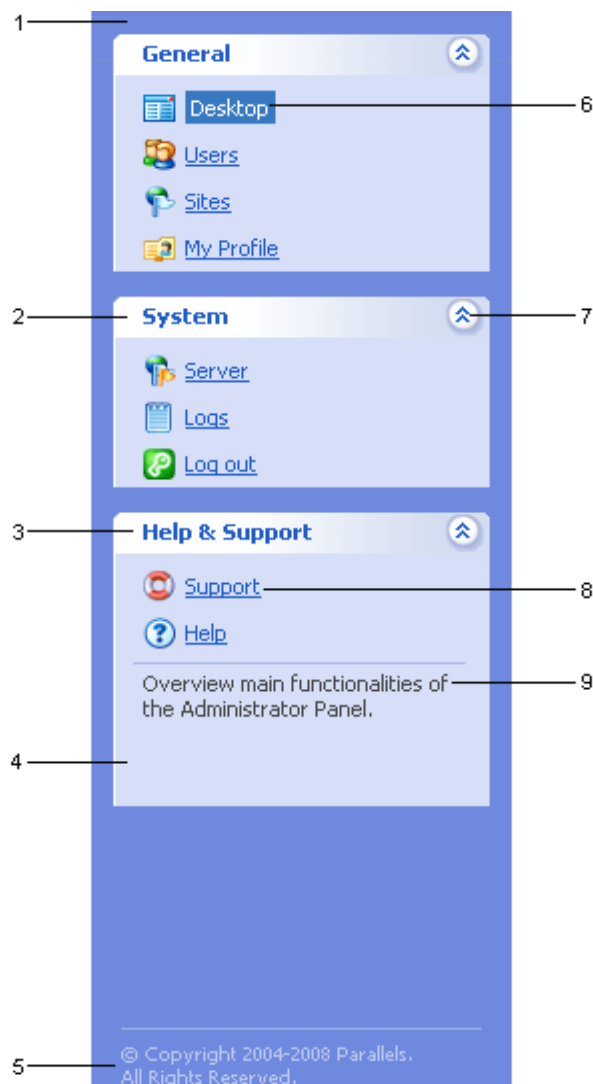 1
General
Desktop
6
Users
Sites
My Profile
2
System
7
Server
Logs
Log out
3
Help & Support
Support
8
Help
Overview main functionalities of
9
the Administrator Panel.
4
© Copyright 2004-2008 Parallels.
5
All Rights Reserved.